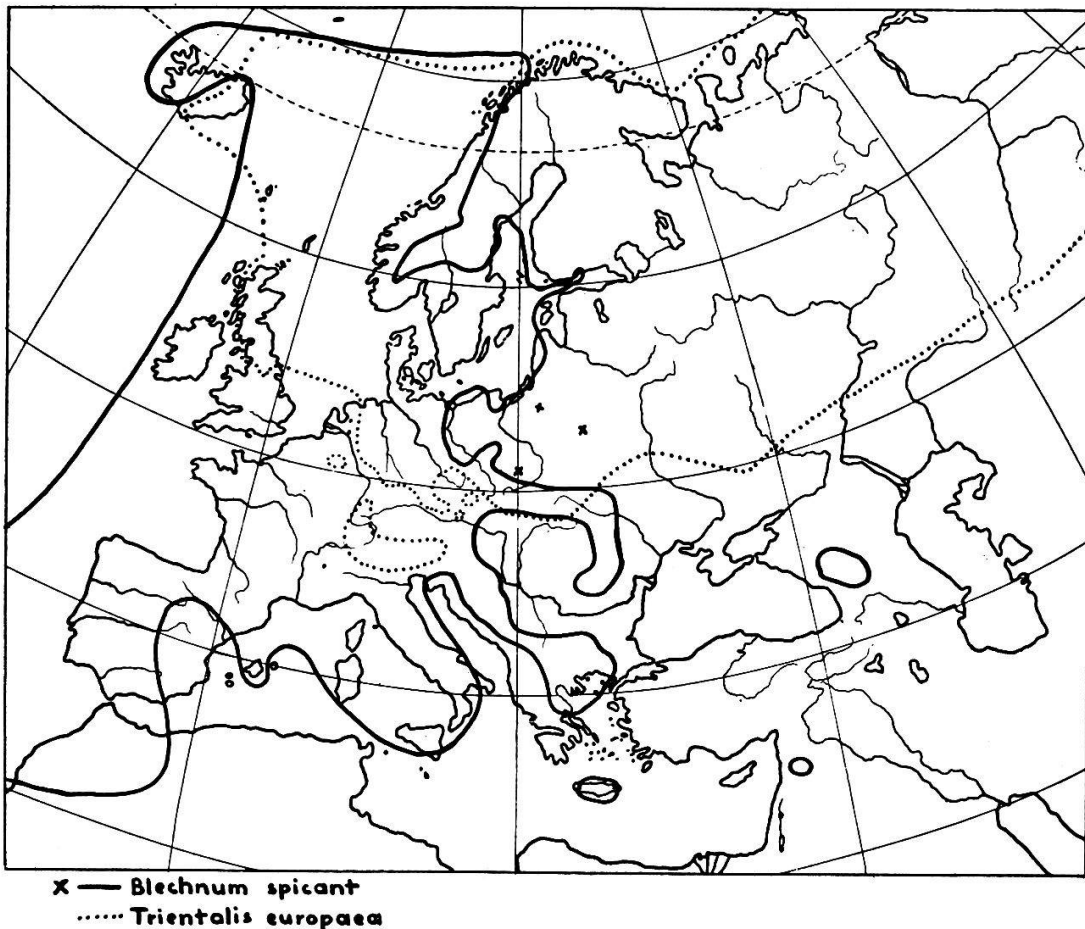 x — Blechnum spicant
...... Trientalis europaea